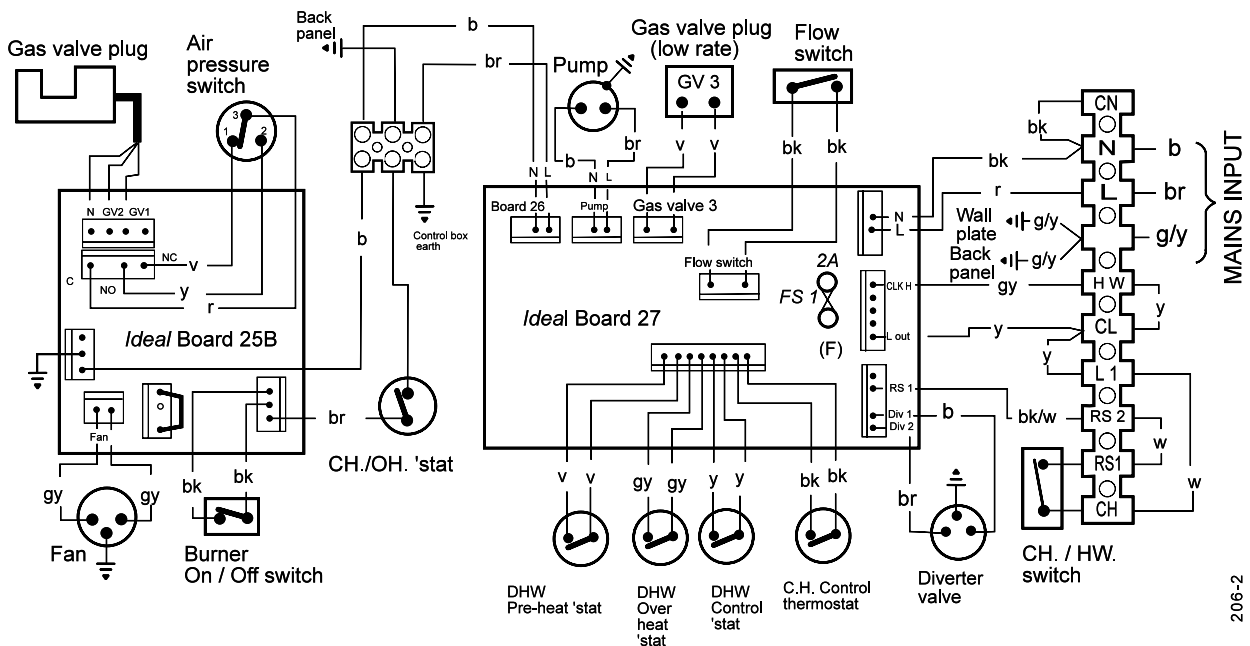 Gas valve plug
Air
pressure
switch
Back
panel
b
br
Pump
Gas valve plug
(low rate)
GV 3
Flow
switch
3
1
2
N GV2 GV1
C
NO
NC
v
y
r
b
Control box
earth
Ideal Board 25B
Fan
gy
gy
Fan
bk
bk
Burner
On / Off switch
br
CH./OH. 'stat
b
br
v
v
bk
bk
N L
N L
Board 26
Pump
Gas valve 3
Flow switch
2A
FS 1
(F)
Ideal Board 27
N
L
CLK H
L out
RS 1
Div 1
Div 2
v
v
gy
gy
y
y
bk
bk
DHW
Pre-heat 'stat
DHW
Over
heat
'stat
DHW
Control
'stat
C.H. Control
thermostat
b
br
Diverter
valve
bk
r
Wall
plate
g/y
Back
panel
g/y
gy
y
y
bk/w
bk
CN
N
L
H W
CL
L 1
RS 2
RS1
CH
b
br
g/y
MAINS INPUT
y
w
w
CH. / HW.
switch
206-2